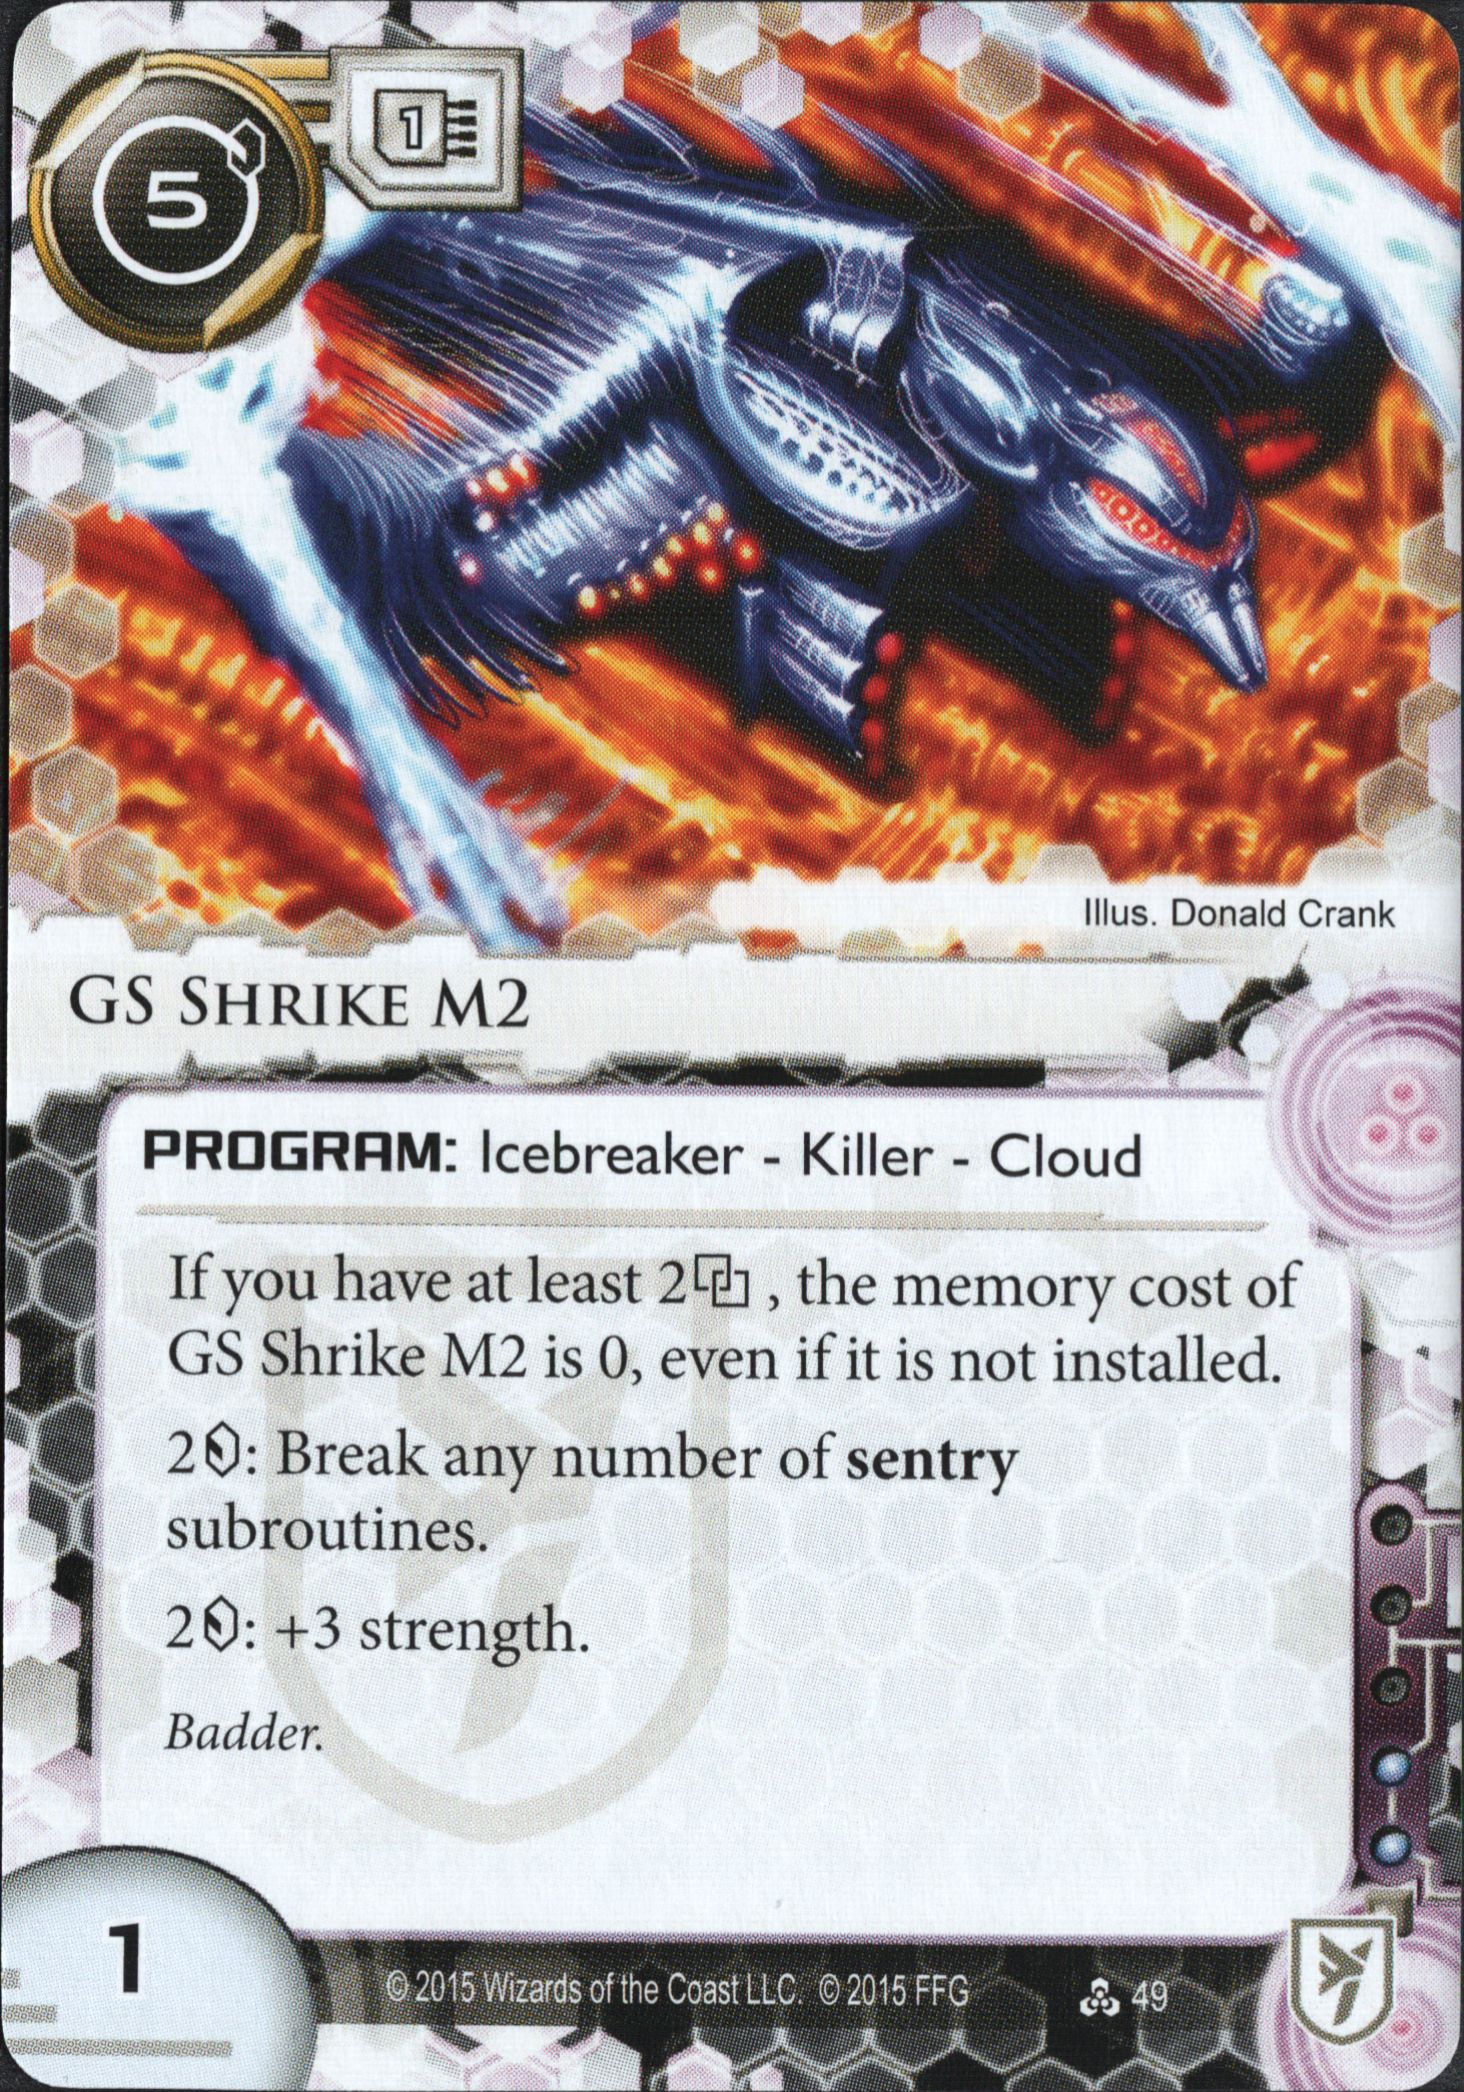 5
1
Illus. Donald Crank
GS Shrike M2
PROGRAM: Icebreaker - Killer - Cloud
If you have at least 2, the memory cost of
GS Shrike M2 is 0, even if it is not installed.
2: Break any number of sentry
subroutines.
2: +3 strength.
Badder.
1
© 2015 Wizards of the Coast LLC. © 2015 FFG
49